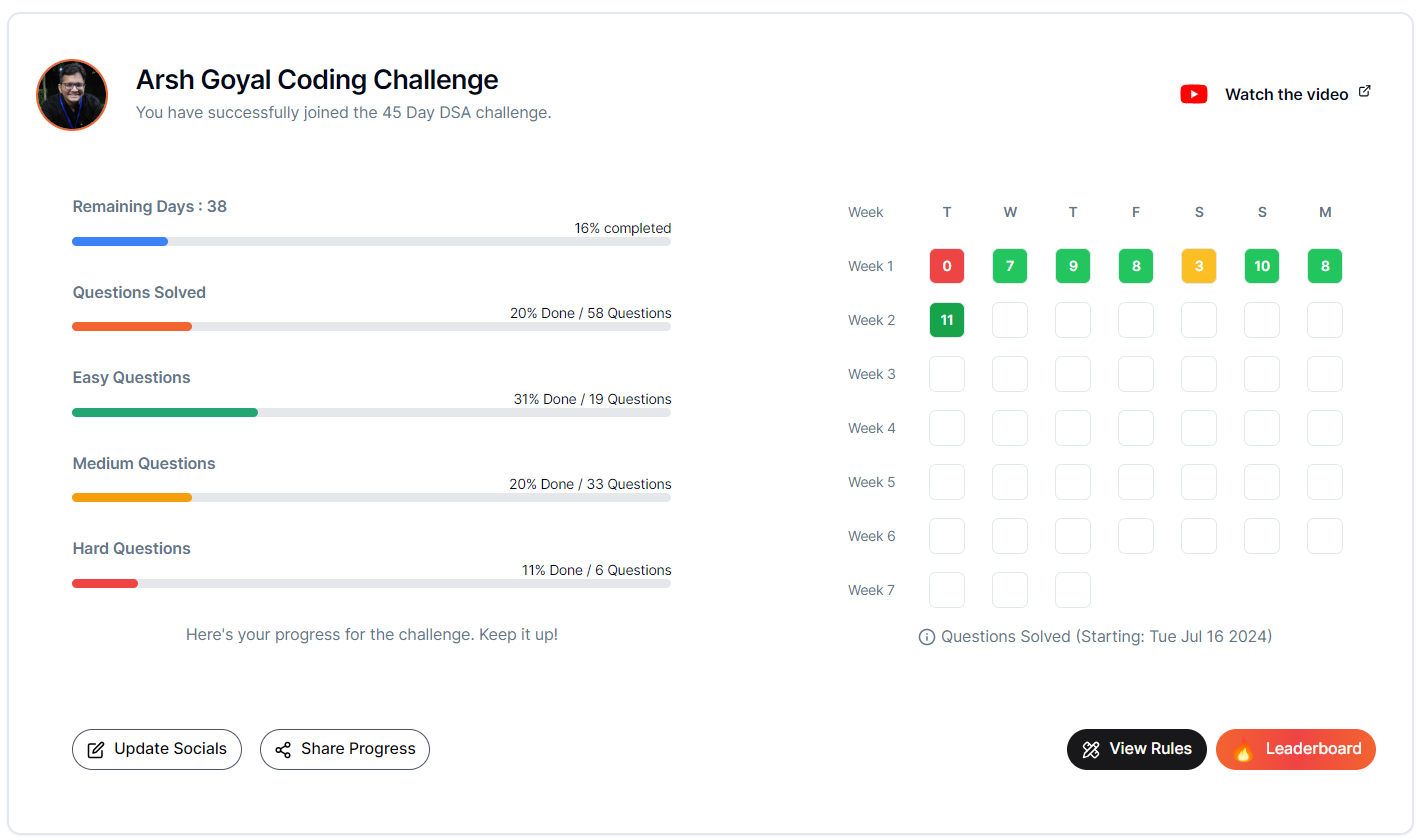 Arsh Goyal Coding Challenge
You have successfully joined the 45 Day DSA challenge.
Watch the video
Remaining Days : 38
16% completed
Questions Solved
20% Done / 58 Questions
Easy Questions
31% Done / 19 Questions
Medium Questions
20% Done / 33 Questions
Hard Questions
11% Done / 6 Questions
Here's your progress for the challenge. Keep it up!
Week T W T F S S M
Week 1 0 7 9 8 3 10 8
Week 2 11
Week 3
Week 4
Week 5
Week 6
Week 7
Questions Solved (Starting: Tue Jul 16 2024)
Update Socials
Share Progress
View Rules
Leaderboard